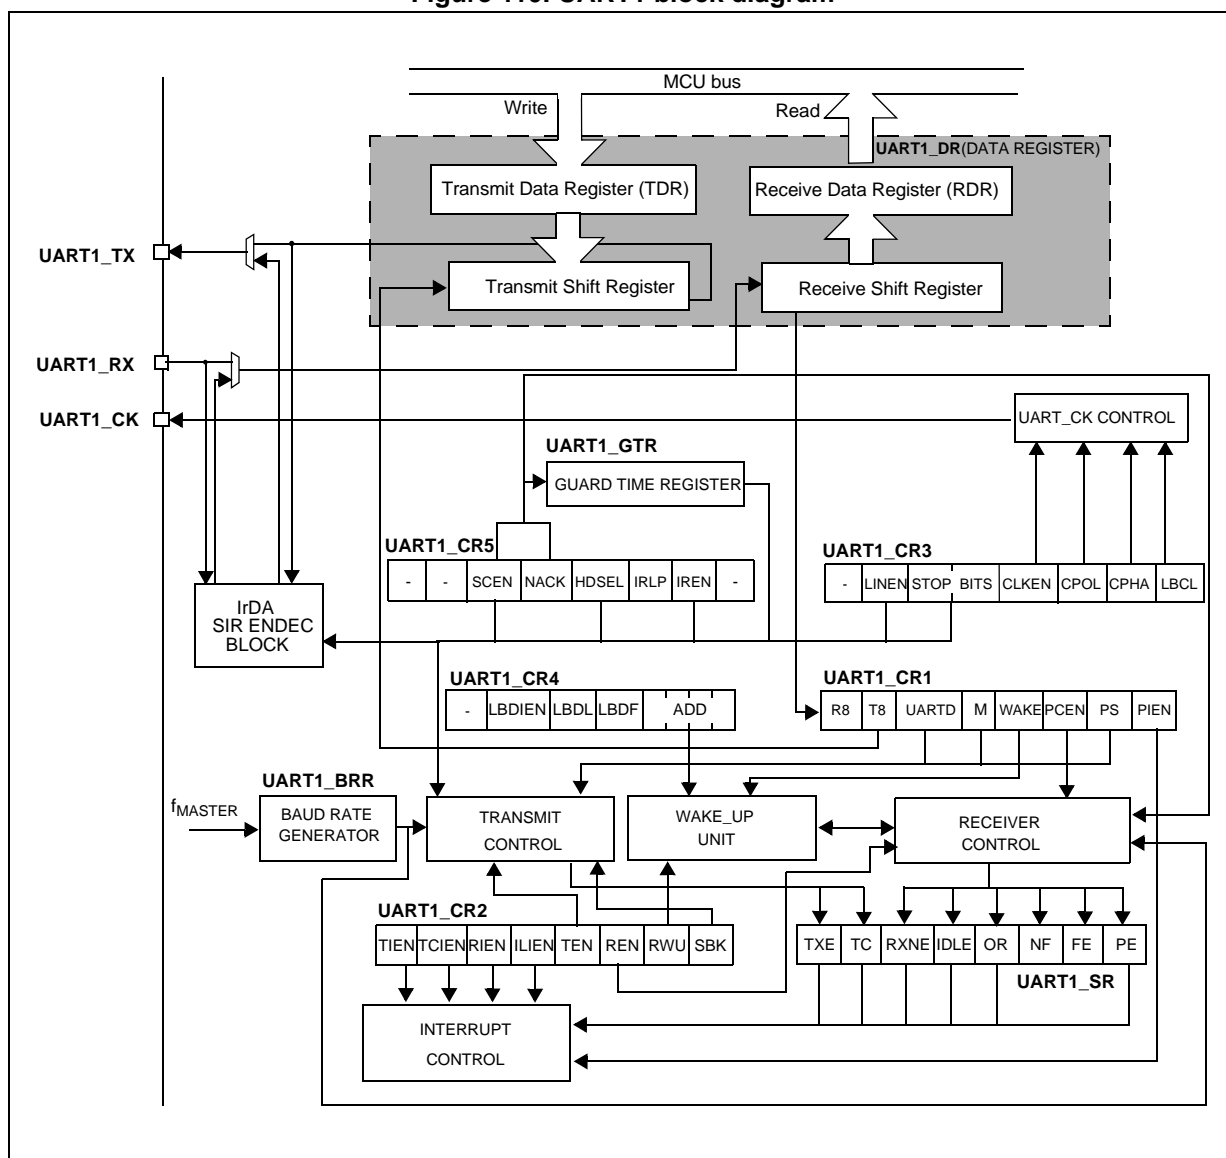 MCU bus
Write
Read
UART1_DR(DATA REGISTER)
Transmit Data Register (TDR)
Receive Data Register (RDR)
UART1_TX
Transmit Shift Register
Receive Shift Register
UART1_RX
UART1_CK
UART_CK CONTROL
UART1_GTR
GUARD TIME REGISTER
UART1_CR5
- - SCEN NACK HDSEL IRLP IREN -
UART1_CR3
- LINEN STOP BITS CLKEN CPOL CPHA LBCL
IrDA
SIR ENDEC
BLOCK
UART1_CR4
- LBDIEN LBDL LBDF ADD
UART1_CR1
R8 T8 UARTD M WAKE PCEN PS PIEN
UART1_BRR
fMASTER
BAUD RATE
GENERATOR
TRANSMIT
CONTROL
WAKE_UP
UNIT
RECEIVER
CONTROL
UART1_CR2
TIEN TCIEN RIEN ILIEN TEN REN RWU SBK
TXE TC RXNE IDLE OR NF FE PE
UART1_SR
INTERRUPT
CONTROL